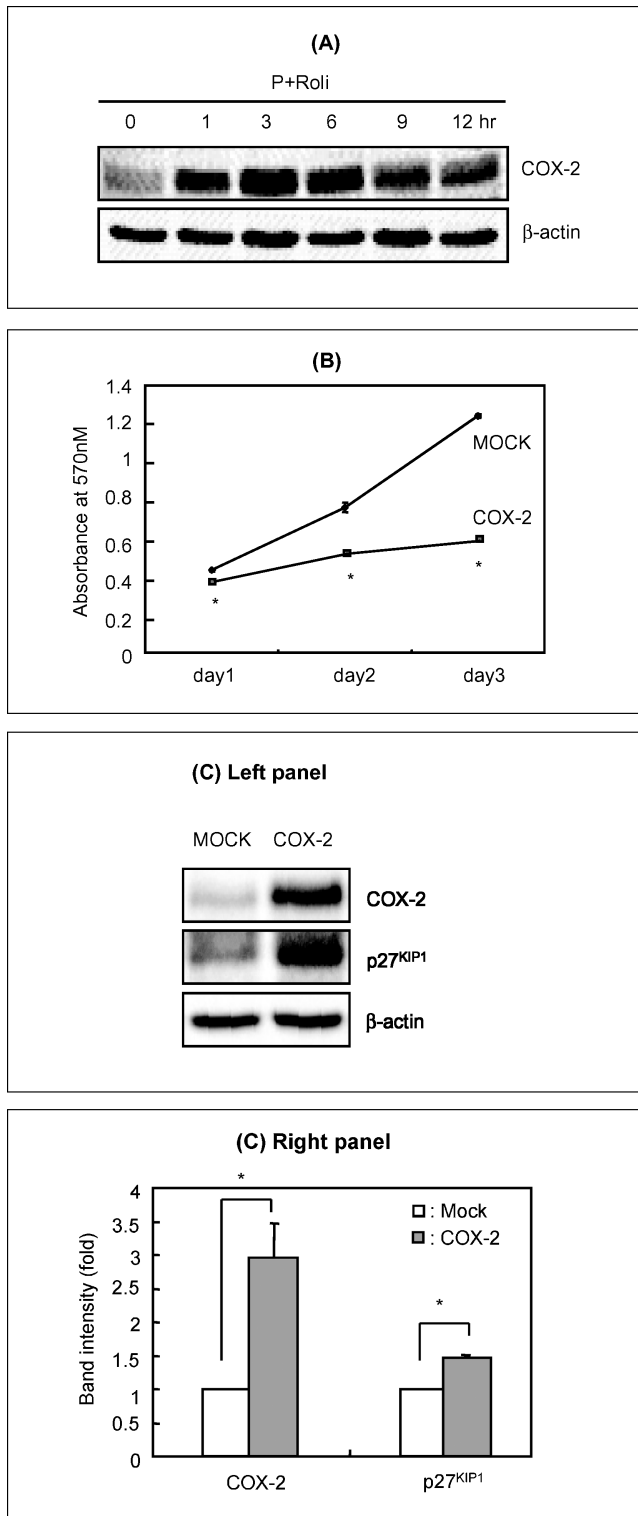 (A)
P+Roli
0 1 3 6 9 12 hr
COX-2
β-actin
(B)
Absorbance at 570nM
1.4
1.2
1
0.8
0.6
0.4
0.2
0
MOCK
COX-2
*
*
*
day1 day2 day3
(C) Left panel
MOCK COX-2
COX-2
p27KIP1
β-actin
(C) Right panel
Band intensity (fold)
4
3.5
3
2.5
2
1.5
1
0.5
0
*
*
: Mock
: COX-2
COX-2 p27KIP1